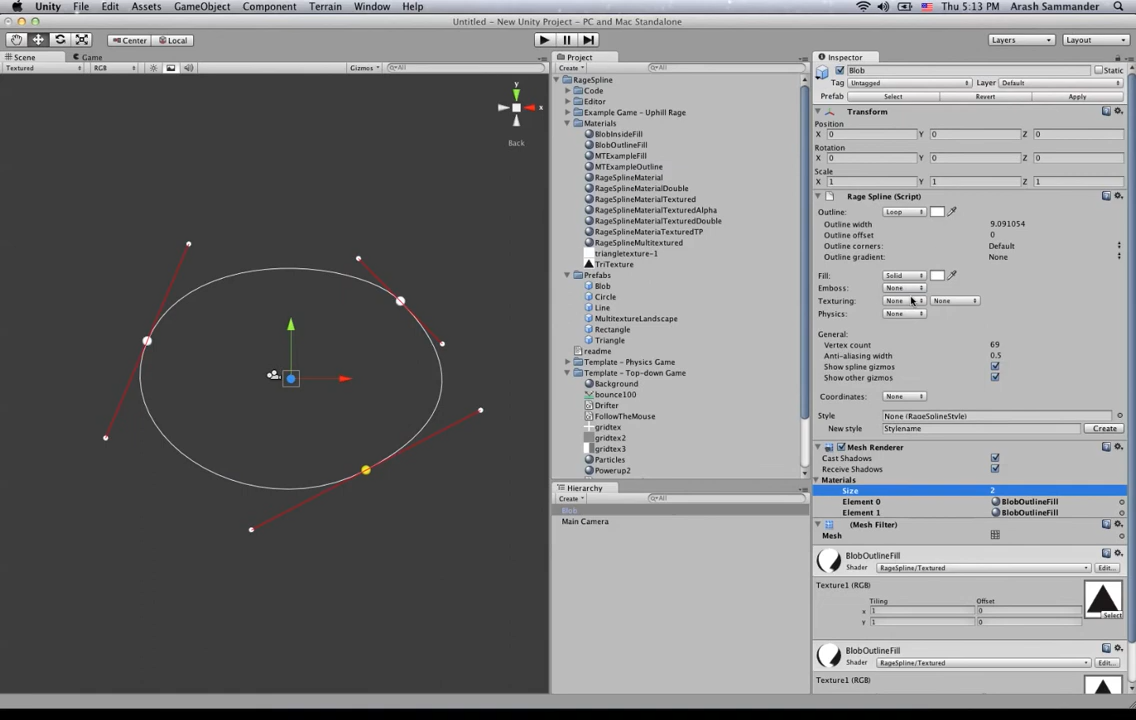 Unity File Edit Assets GameObject Component Terrain Window Help Thu 5:13 PM Arash Sammander
Untitled - New Unity Project - PC and Mac Standalone
Center Local Layers Layout
Scene Game Project Inspector
Textured RGB Gizmos All Create All
Blob Static
Tag Untagged Layer Default
Prefab Select Revert Apply
Transform
Position
X 0 Y 0 Z 0
Rotation
X 0 Y 0 Z 0
Scale
X 1 Y 1 Z 1
Rage Spline (Script)
Outline: Loop
Outline width 9.091054
Outline offset 0
Outline corners: Default
Outline gradient: None
Fill: Solid
Emboss: None
Texturing: None None
Physics: None
General:
Vertex count 69
Anti-aliasing width 0.5
Show spline gizmos
Show other gizmos
Coordinates: None
Style None (RageSplineStyle)
New style Stylename Create
Mesh Renderer
Cast Shadows
Receive Shadows
Materials
Size 2
Element 0 BlobOutlineFill
Element 1 BlobOutlineFill
(Mesh Filter)
Mesh
BlobOutlineFill
Shader RageSpline/Textured Edit...
Texture1 (RGB)
Tiling Offset
x 1 0
y 1 0
Select
BlobOutlineFill
Shader RageSpline/Textured Edit...
Texture1 (RGB)
RageSpline
Code
Editor
Example Game - Uphill Rage
Materials
BlobInsideFill
BlobOutlineFill
MTExampleFill
MTExampleOutline
RageSplineMaterial
RageSplineMaterialDouble
RageSplineMaterialTextured
RageSplineMaterialTexturedAlpha
RageSplineMaterialTexturedDouble
RageSplineMateriaTexturedTP
RageSplineMultitextured
triangletexture-1
TriTexture
Prefabs
Blob
Circle
Line
MultitextureLandscape
Rectangle
Triangle
readme
Template - Physics Game
Template - Top-down Game
Background
bounce100
Drifter
FollowTheMouse
gridtex
gridtex2
gridtex3
Particles
Powerup2
Hierarchy
Create All
Blob
Main Camera
y
x
Back